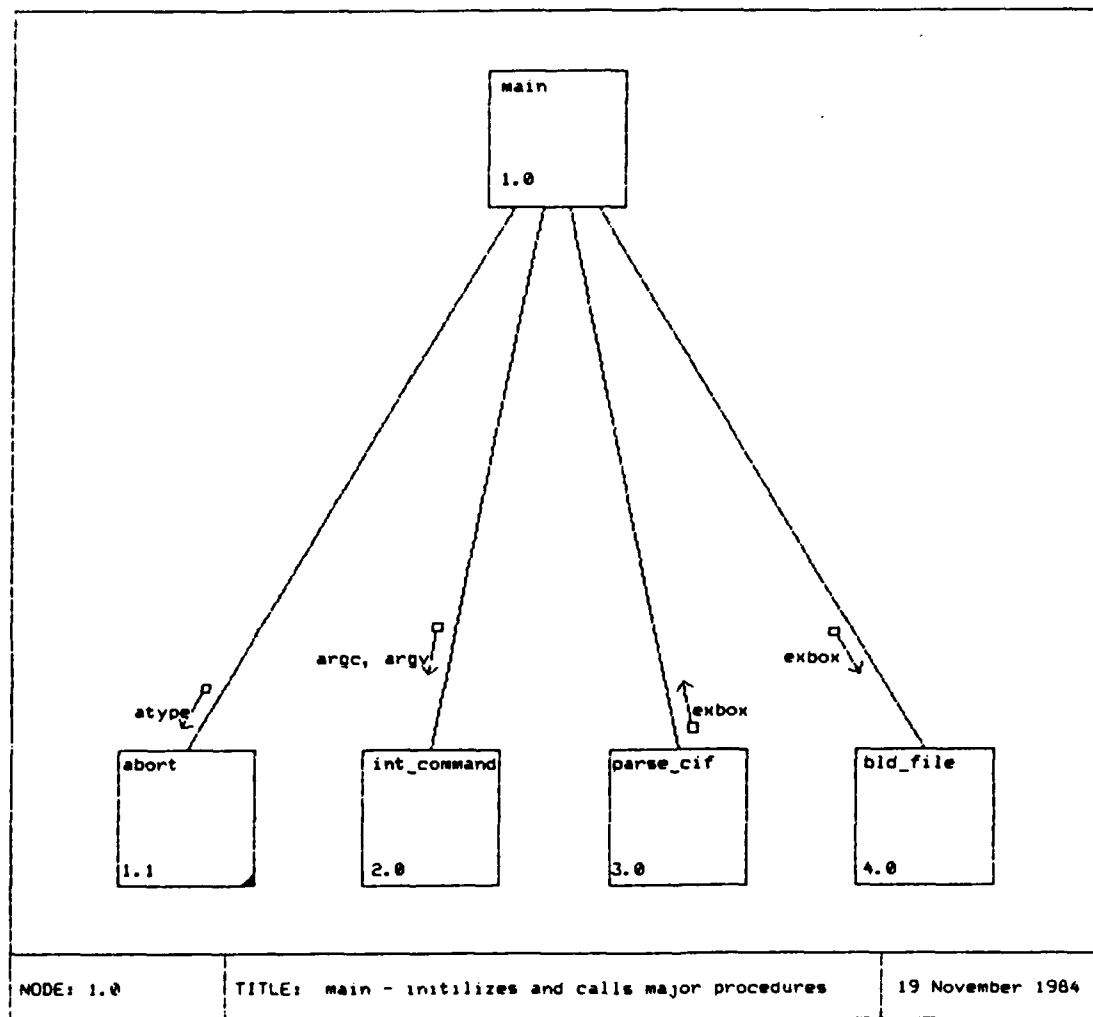 main
1.0
argc, argv
exbox
atype
exbox
abort
int_command
parse_cif
bld_file
1.1
2.0
3.0
4.0
NODE: 1.0
TITLE: main - initilizes and calls major procedures
19 November 1984